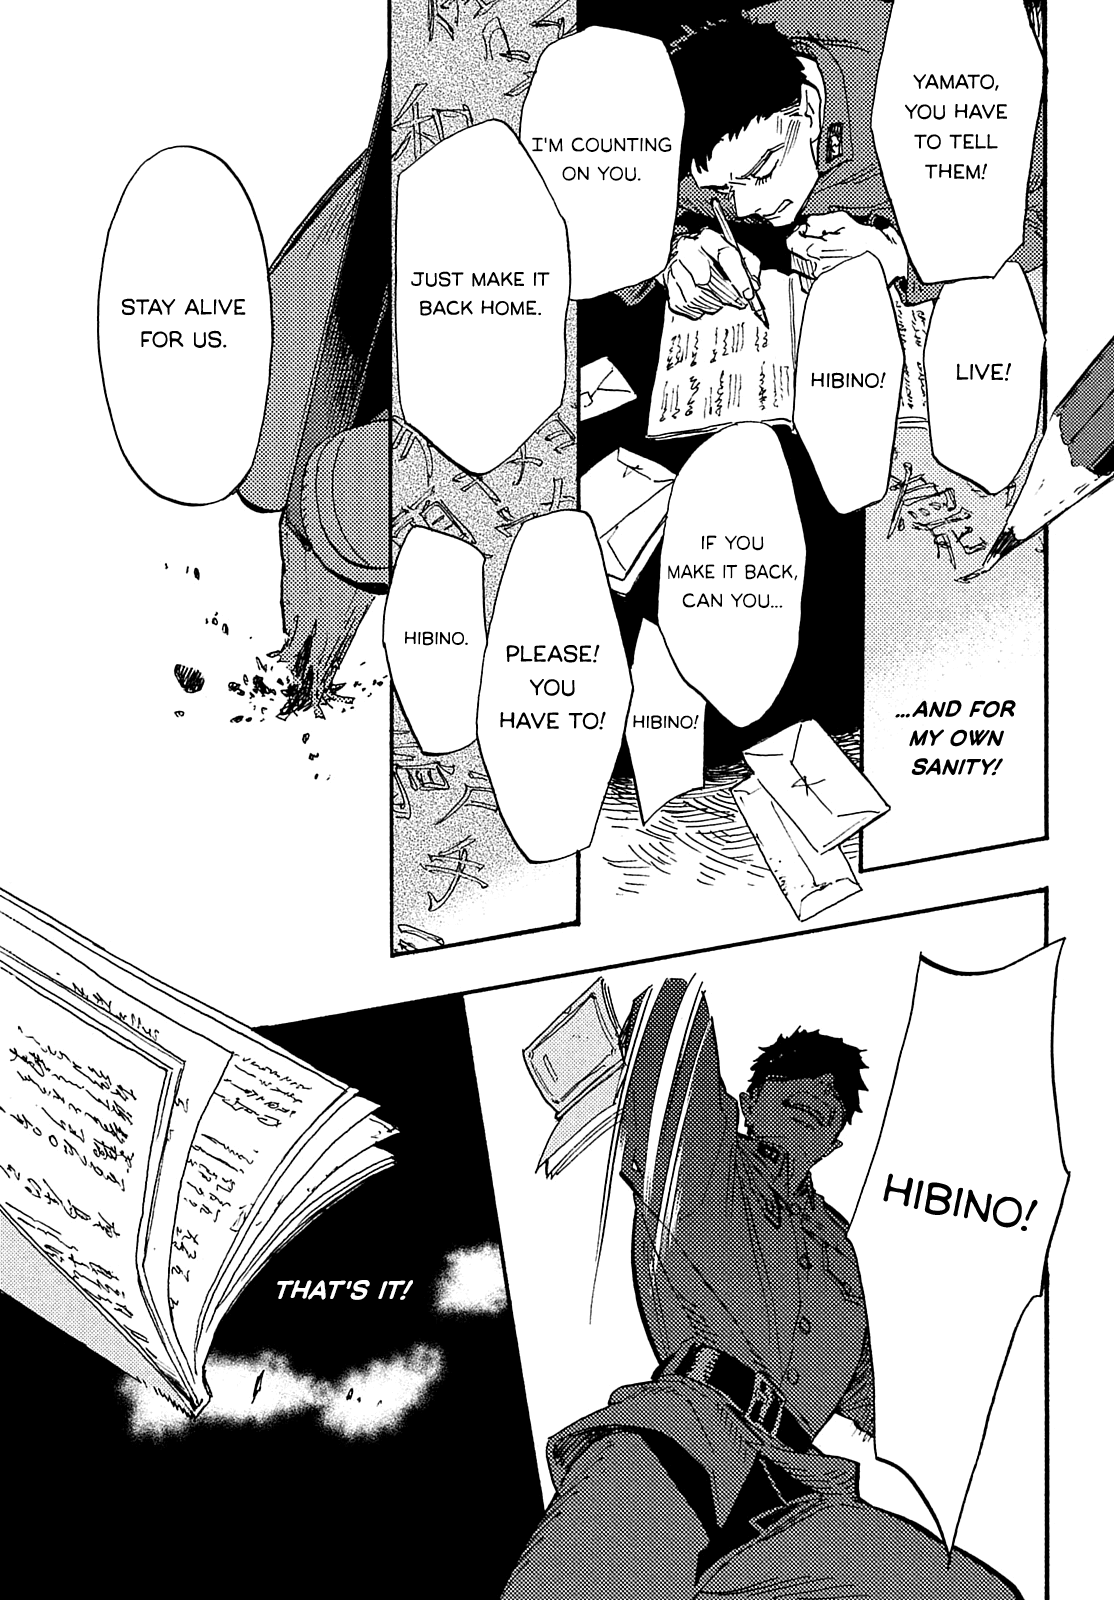 YAMATO,
YOU HAVE
TO TELL
THEM!
LIVE!
HIBINO!
I'M COUNTING
ON YOU.
JUST MAKE IT
BACK HOME.
IF YOU
MAKE IT BACK,
CAN YOU...
HIBINO!
PLEASE!
YOU
HAVE TO!
HIBINO.
STAY ALIVE
FOR US.
...AND FOR
MY OWN
SANITY!
HIBINO!
THAT'S IT!